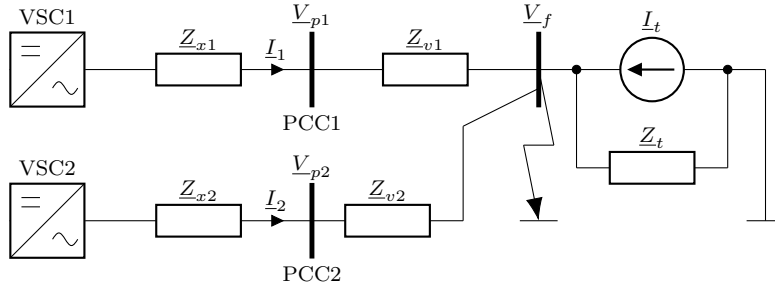 VSC1
Z_x1
I_1
V_p1
Z_v1
V_f
I_t
PCC1
Z_t
VSC2
Z_x2
I_2
V_p2
Z_v2
PCC2